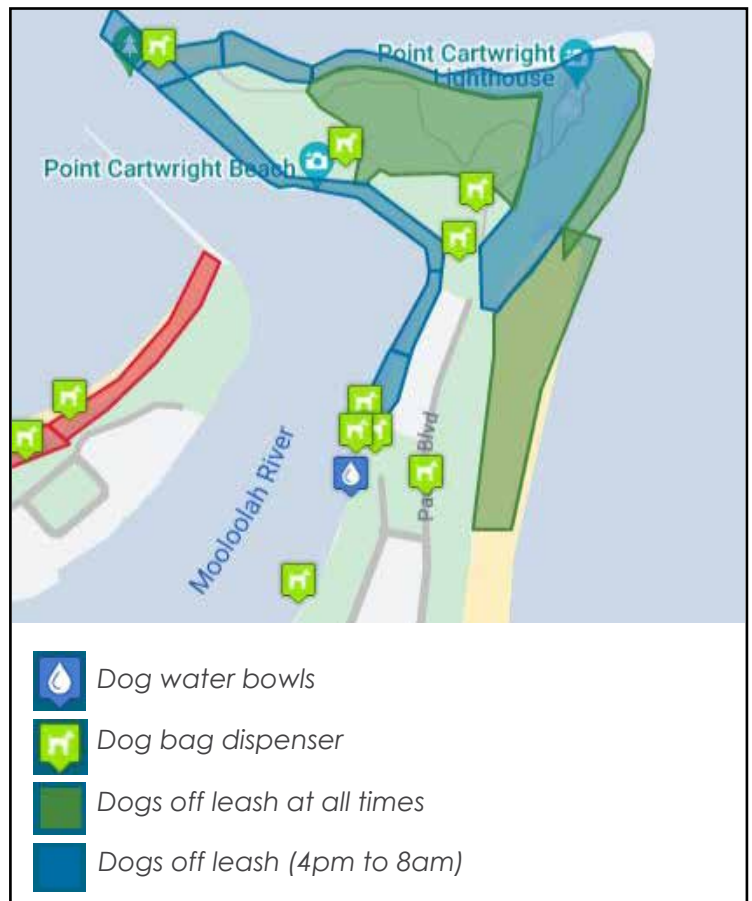 Point Cartwright
Lighthouse
Point Cartwright Beach
Mooloolah River
Blvd
Dog water bowls
Dog bag dispenser
Dogs off leash at all times
Dogs off leash (4pm to 8am)